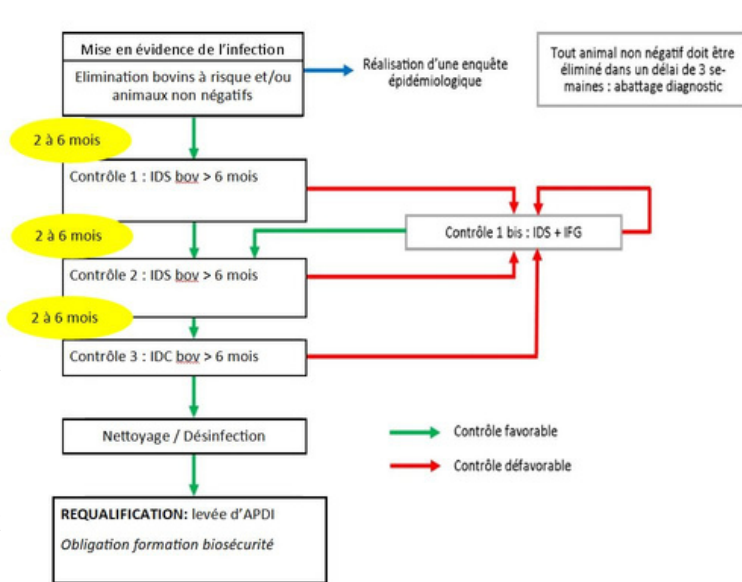 Mise en évidence de l'infection
Elimination bovins à risque et/ou
animaux non négatifs
Réalisation d'une enquête
épidémiologique
Tout animal non négatif doit être
éliminé dans un délai de 3 se-
maines : abattage diagnostic
2 à 6 mois
Contrôle 1 : IDS bov > 6 mois
2 à 6 mois
Contrôle 1 bis : IDS + IFG
Contrôle 2 : IDS bov > 6 mois
2 à 6 mois
Contrôle 3 : IDC bov > 6 mois
Nettoyage / Désinfection
Contrôle favorable
Contrôle défavorable
REQUALIFICATION: levée d'APDI
Obligation formation biosécurité